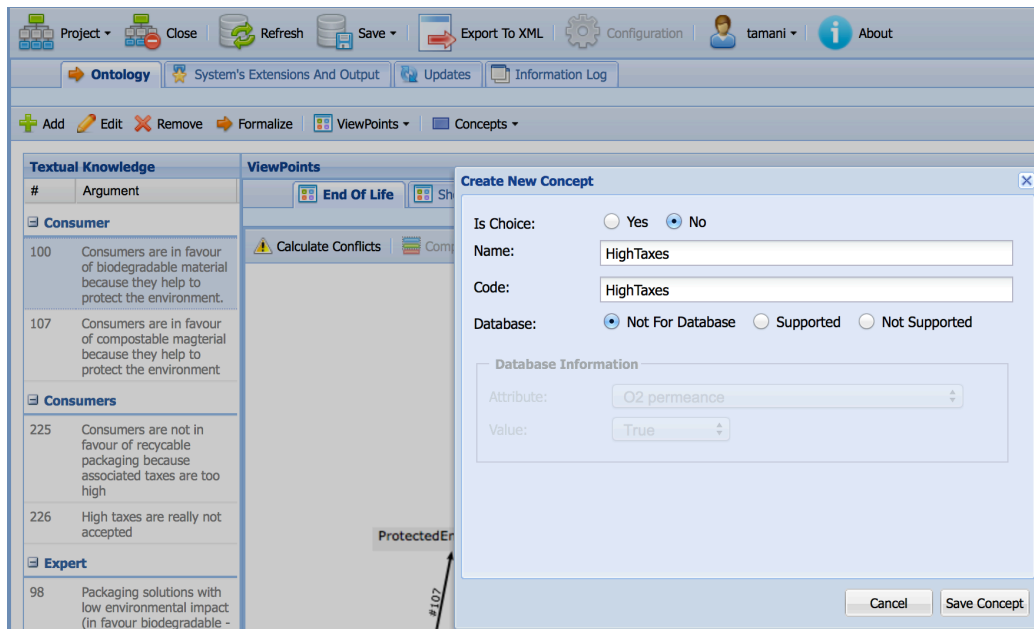 Project Close Refresh Save Export To XML Configuration tamani About
Ontology System's Extensions And Output Updates Information Log
Add Edit Remove Formalize ViewPoints Concepts
Textual Knowledge
# Argument
Consumer
100 Consumers are in favour
of biodegradable material
because they help to
protect the environment.
107 Consumers are in favour
of compostable magterial
because they help to
protect the environment
Consumers
225 Consumers are not in
favour of recycable
packaging because
associated taxes are too
high
226 High taxes are really not
accepted
Expert
98 Packaging solutions with
low environmental impact
(in favour biodegradable -
ViewPoints
End Of Life Sh
Calculate Conflicts Comp
ProtectedEn
#107
Create New Concept
Is Choice: Yes No
Name: HighTaxes
Code: HighTaxes
Database: Not For Database Supported Not Supported
Database Information
Attribute: O2 permeance
Value: True
Cancel Save Concept